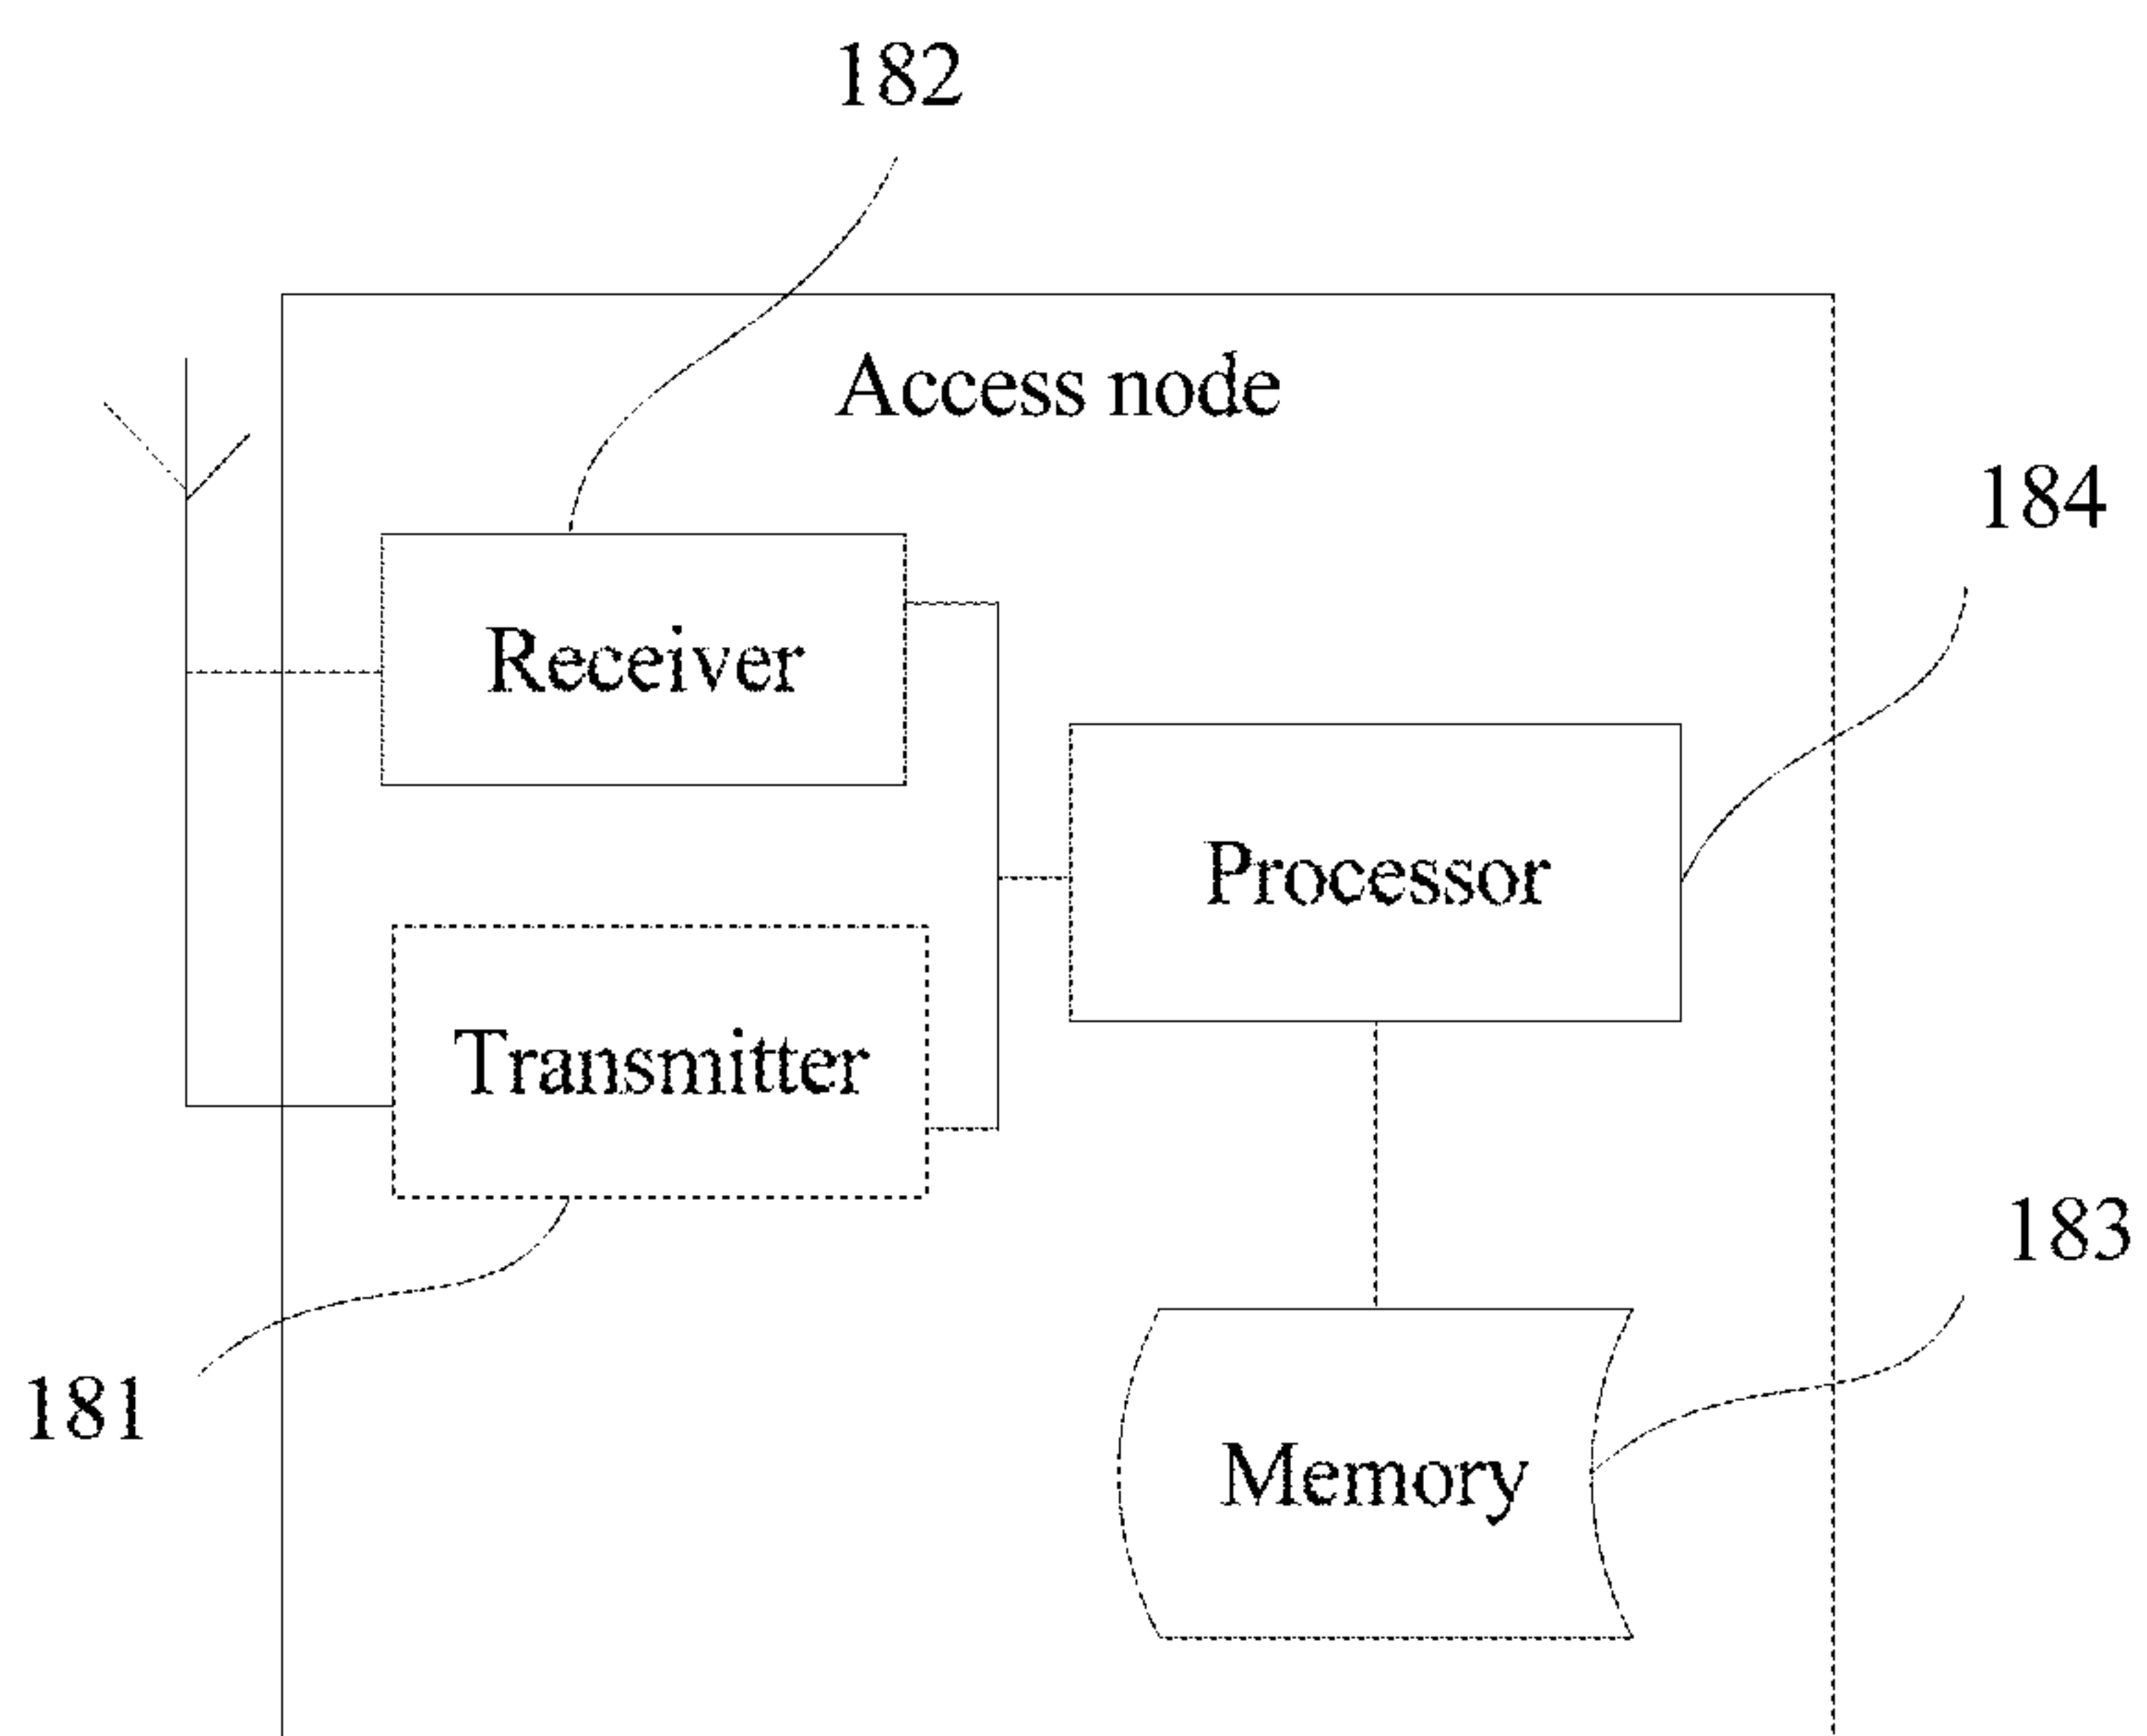 182
Access node
184
Receiver
Processor
Transmitter
183
181
Memory